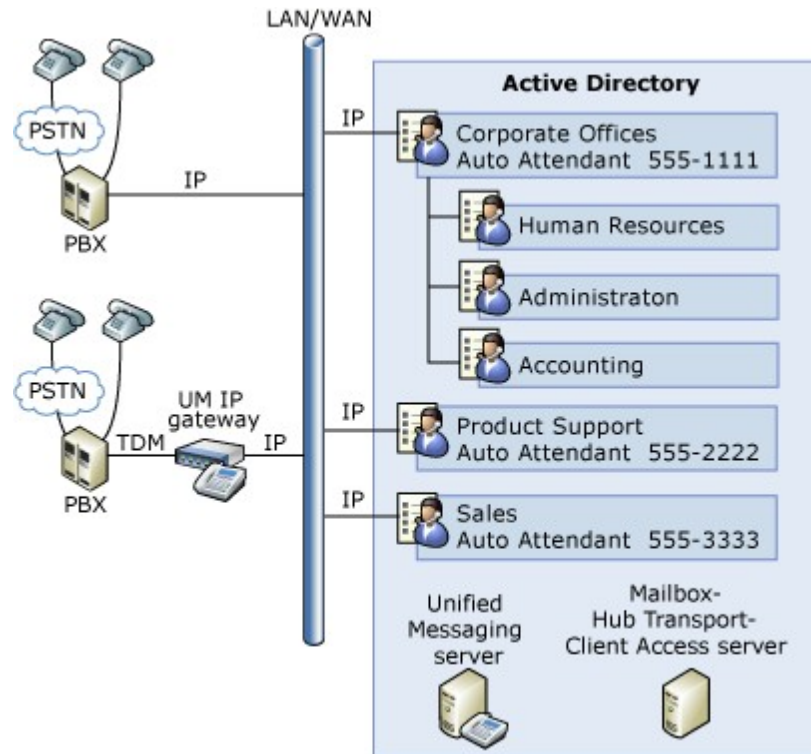 LAN/WAN
PSTN
PBX
IP
PSTN
PBX
TDM
UM IP
gateway
IP
Active Directory
IP
Corporate Offices
Auto Attendant 555-1111
Human Resources
Administraton
Accounting
IP
Product Support
Auto Attendant 555-2222
IP
Sales
Auto Attendant 555-3333
Unified
Messaging
server
Mailbox-
Hub Transport-
Client Access server